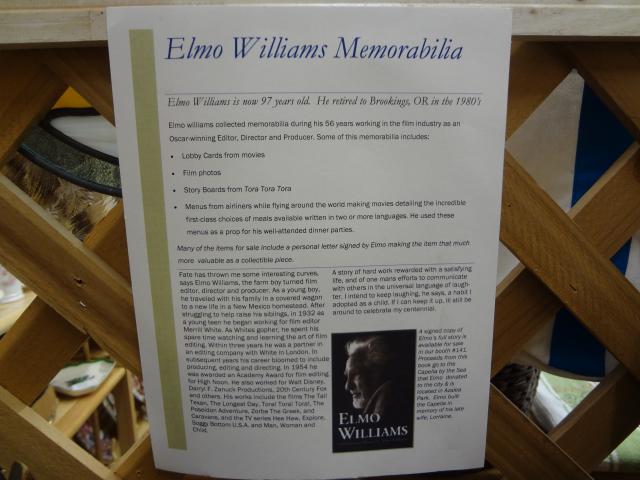 Elmo Williams Memorabilia
Elmo Williams is now 97 years old. He retired to Brookings, OR in the 1980's
Elmo williams collected memorabilia during his 56 years working in the film industry as an
Oscar-winning Editor, Director and Producer. Some of this memorabilia includes:
• Lobby Cards from movies
• Film photos
• Story Boards from Tora Tora Tora
• Menus from airliners while flying around the world making movies detailing the incredible
first-class choices of meals available written in two or more languages. He used these
menus as a prop for his well-attended dinner parties.
Many of the items for sale include a personal letter signed by Elmo making the item that much
more valuable as a collectible piece.
Fate has thrown me some interesting curves,
says Elmo Williams, the farm boy turned film
editor, director and producer. As a young boy,
he traveled with his family in a covered wagon
to a new life in a New Mexico homestead. After
struggling to help raise his siblings, in 1932 as
a young teen he began working for film editor
Merrill White. As Whites gopher, he spent his
spare time watching and learning the art of film
editing. Within three years he was a partner in
an editing company with White in London. In
subsequent years his career bloomed to include
producing, editing and directing. In 1954 he
was awarded an Academy Award for film editing
for High Noon. He also worked for Walt Disney,
Darryl F. Zanuck Productions, 20th Century Fox
and others. His works include the films The Tall
Texan, The Longest Day, Tora! Tora! Tora!, The
Poseidon Adventure, Zorba The Greek, and
caravans, and the TV series Hee Hew, Explore,
Soggy Bottom U.S.A. and Man, Woman and
Child.
A story of hard work rewarded with a satisfying
life, and of one mans efforts to communicate
with others in the universal language of laugh-
ter. I intend to keep laughing, he says, a habit I
adopted as a child. If I can keep it up, Ill still be
around to celebrate my centennial.
A signed copy of
Elmo's full story is
available for sale
in our booth #141.
Proceeds from this
book go to the
Capella by the Sea
that Elmo donated
to the city & is
located in Azalea
Park. Elmo built
the Capella in
memory of his late
wife, Lorraine.
ELMO
WILLIAMS